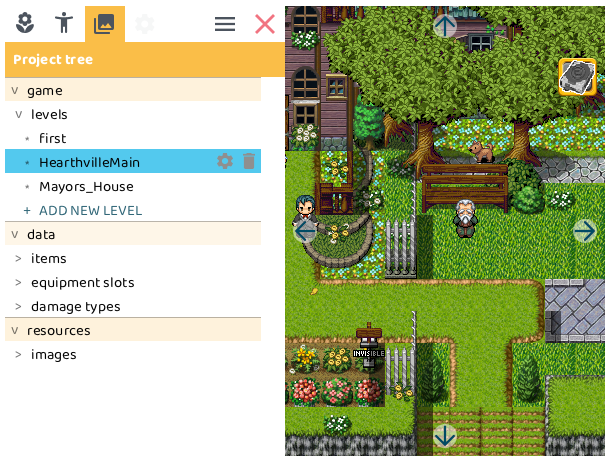 Project tree
v game
v levels
• first
• HearthvilleMain
• Mayors_House
+ ADD NEW LEVEL
v data
> items
> equipment slots
> damage types
v resources
> images
INVISIBLE